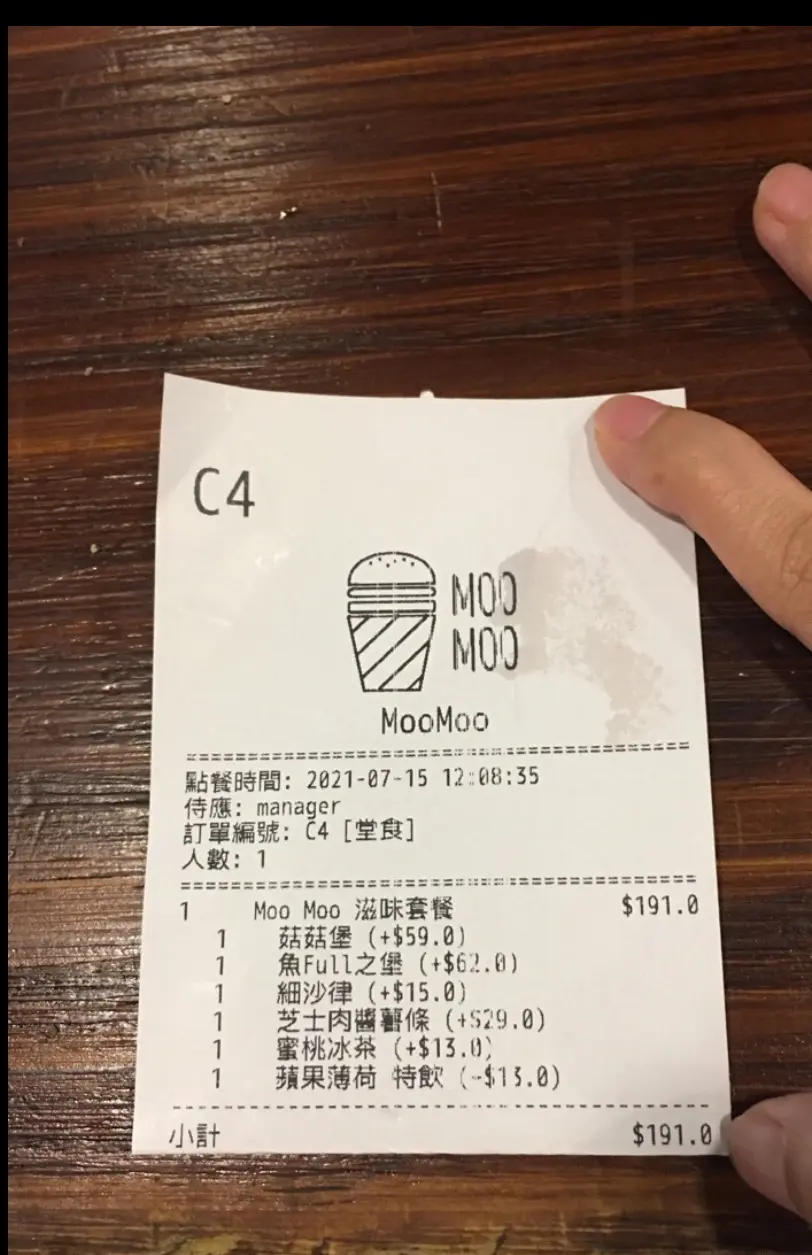 C4
MOO
MOO
MooMoo
點餐時間: 2021-07-15 12:08:35
侍應: manager
訂單編號: C4 [堂食]
人數: 1
1 Moo Moo 滋味套餐 $191.0
1 菇菇堡 (+$59.0)
1 魚Full之堡 (+$62.0)
1 細沙律 (+$15.0)
1 芝士肉醬薯條 (+$29.0)
1 蜜桃冰茶 (+$13.0)
1 蘋果薄荷 特飲 (+$13.0)
小計 $191.0